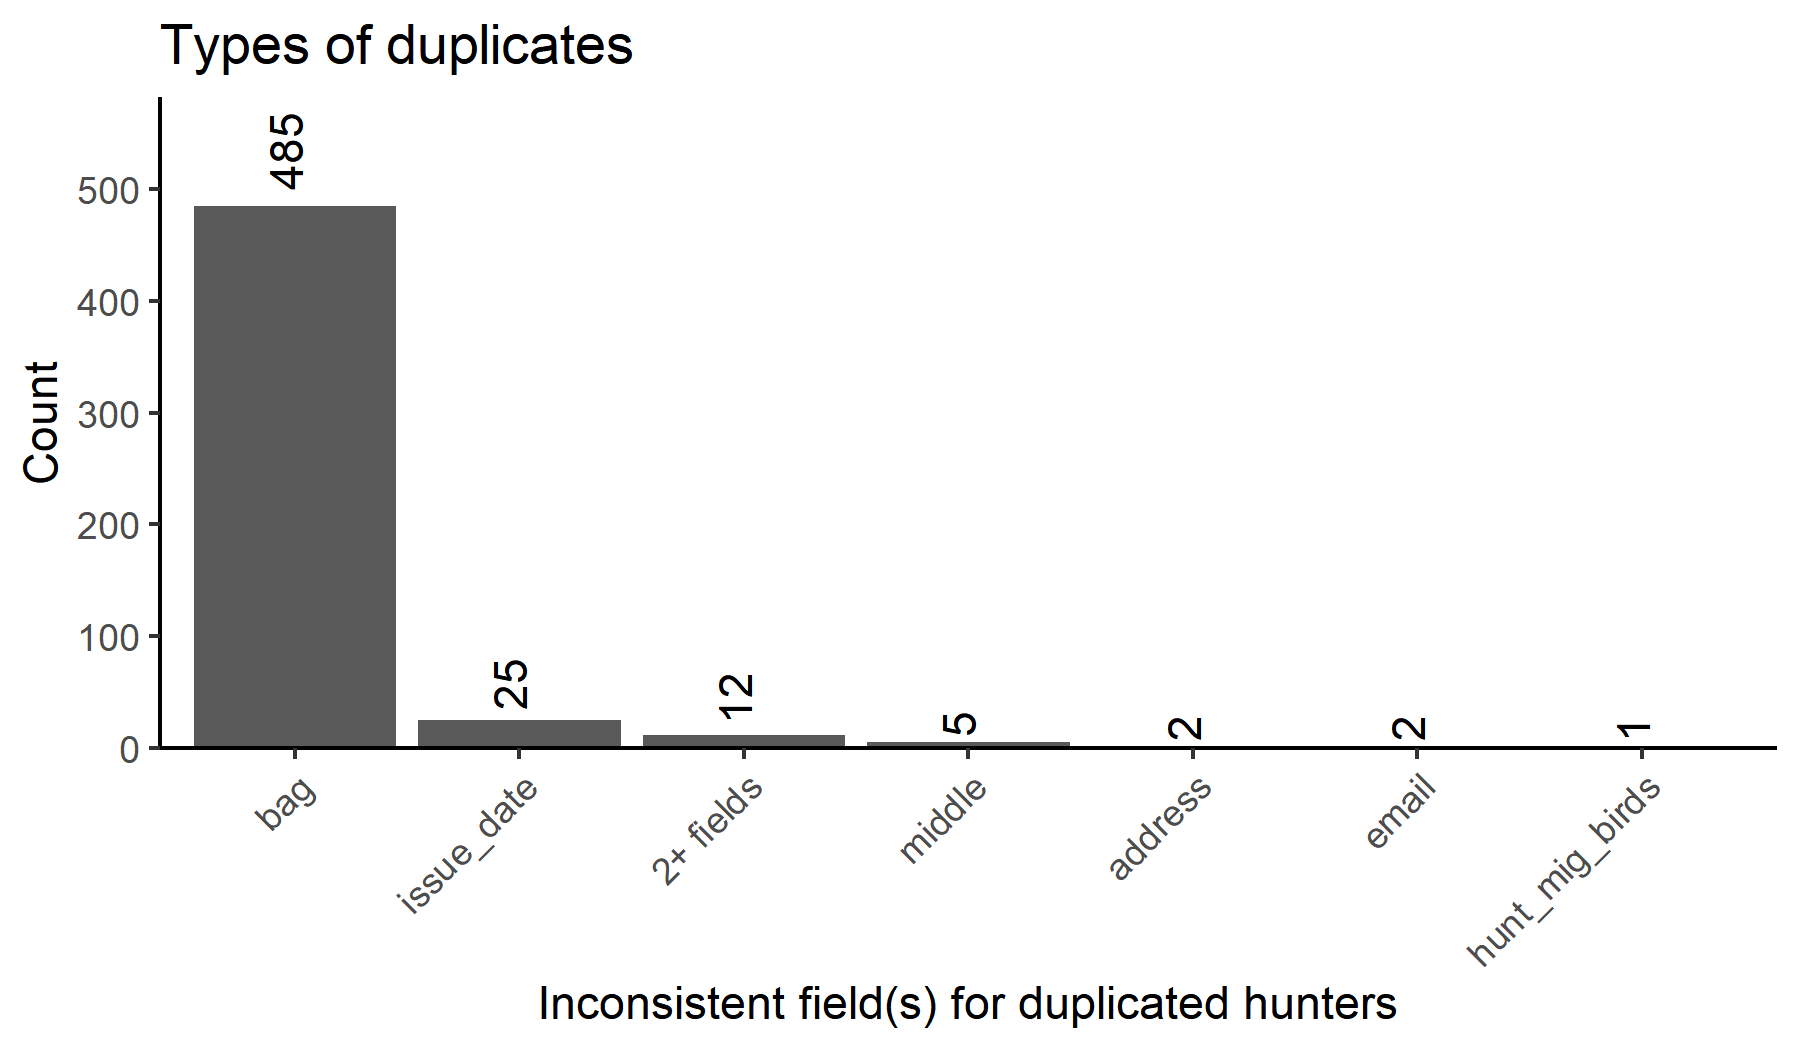 Types of duplicates
Count
500
400
300
200
100
0
485
25
12
5
2
2
1
bag
issue_date
2+ fields
middle
address
email
hunt_mig_birds
Inconsistent field(s) for duplicated hunters